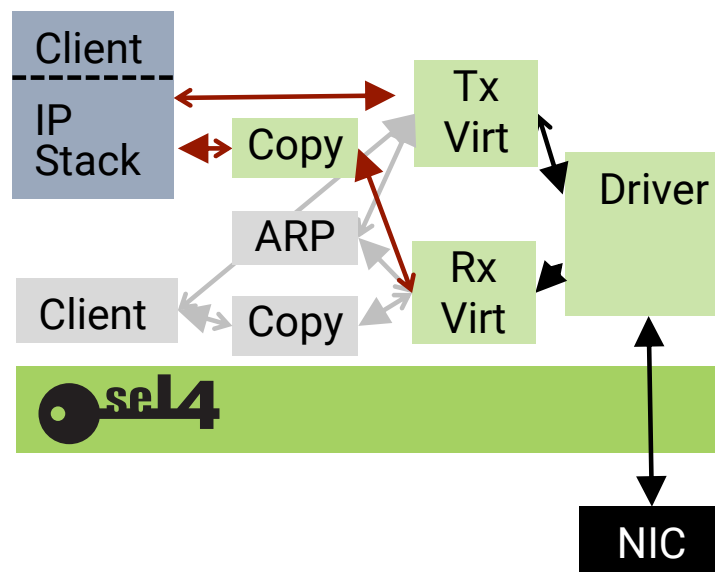 Client
IP
Stack
Copy
Tx
Virt
Driver
ARP
Rx
Virt
Client
Copy
seL4
NIC